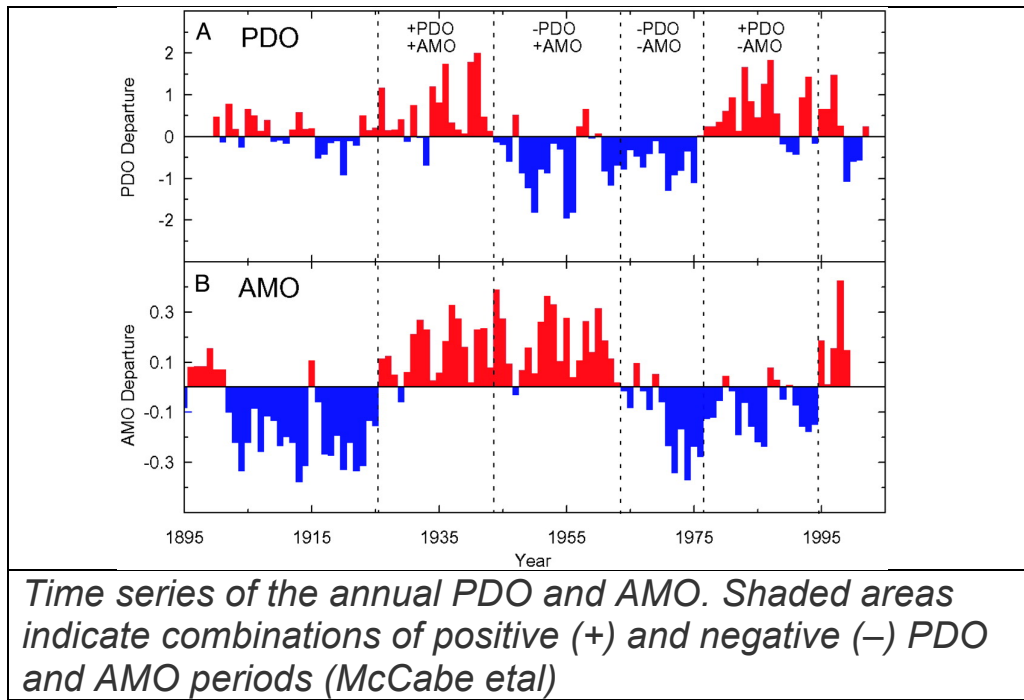 A PDO
+PDO -PDO -PDO +PDO
+AMO +AMO -AMO -AMO
2
1
0
-1
-2
PDO Departure
B AMO
0.3
0.1
-0.1
-0.3
AMO Departure
1895 1915 1935 1955 1975 1995
Year
Time series of the annual PDO and AMO. Shaded areas
indicate combinations of positive (+) and negative (–) PDO
and AMO periods (McCabe etal)